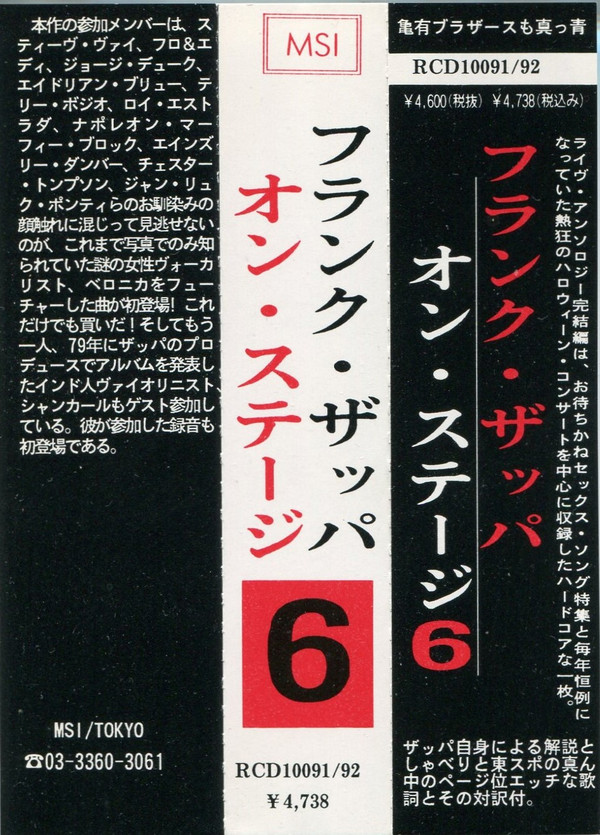 本作の参加メンバーは、ス
ティーヴ・ヴァイ、フロ&エ
ディ、ジョージ・デューク、
エイドリアン・ブリュー、テ
リー・ボジオ、ロイ・エスト
ラダ、ナポレオン・マー
フィー・ブロック、エインズ
リー・ダンバー、チェスター
・トンプソン、ジャン・リュ
ク・ポンティらのお馴染みの
顔触れに混じって見逃せない
のが、これまで写真でのみ知
られていた謎の女性ヴォーカ
リスト、ベロニカをフュー
チャーした曲が初登場! これ
だけでも買いだ! そしてもう
一人、79年にザッパのプロ
デュースでアルバムを発表し
たインド人ヴァイオリニスト、
シャンカールもゲスト参加し
ている。彼が参加した録音も
初登場である。
MSI/TOKYO
☎03-3360-3061
MSI
フランク・ザッパ
オン・ステージ
6
RCD10091/92
¥4,738
亀有ブラザースも真っ青
RCD10091/92
¥4,600(税抜) ¥4,738(税込み)
ライヴ・アンソロジー完結編は、お待ちかねセックス・ソング特集と毎年恒例に
なっていた熱狂のハロウィーン・コンサートを中心に収録したハードコアな一枚。
フランク・ザッパ
オン・ステージ6
ザッパ自身による解説と
しゃべりと東スポの真ん
中のページ位エッチな歌
詞とその対訳付。